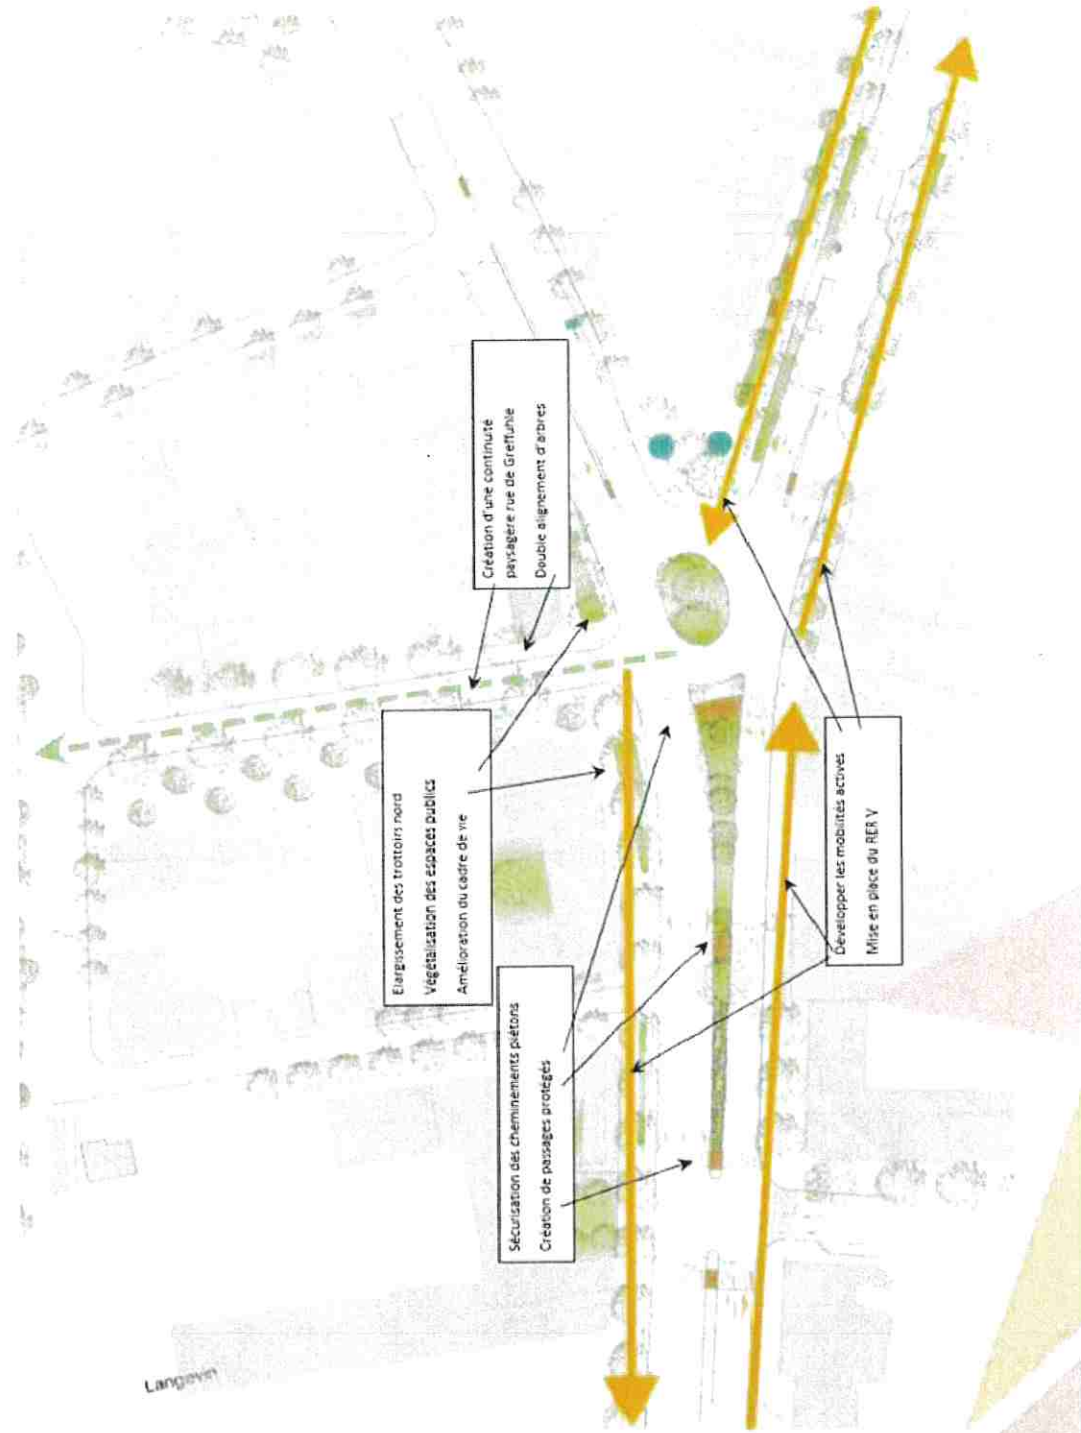 Création d'une continuité
paysagère rue de Greffuhle
Double alignement d'arbres
Elargissement des trottoirs nord
Végétalisation des espaces publics
Amélioration du cadre de vie
Sécurisation des cheminements piétons
Création de passages protégés
Développer les mobilités actives
Mise en place du RER V
Langevin